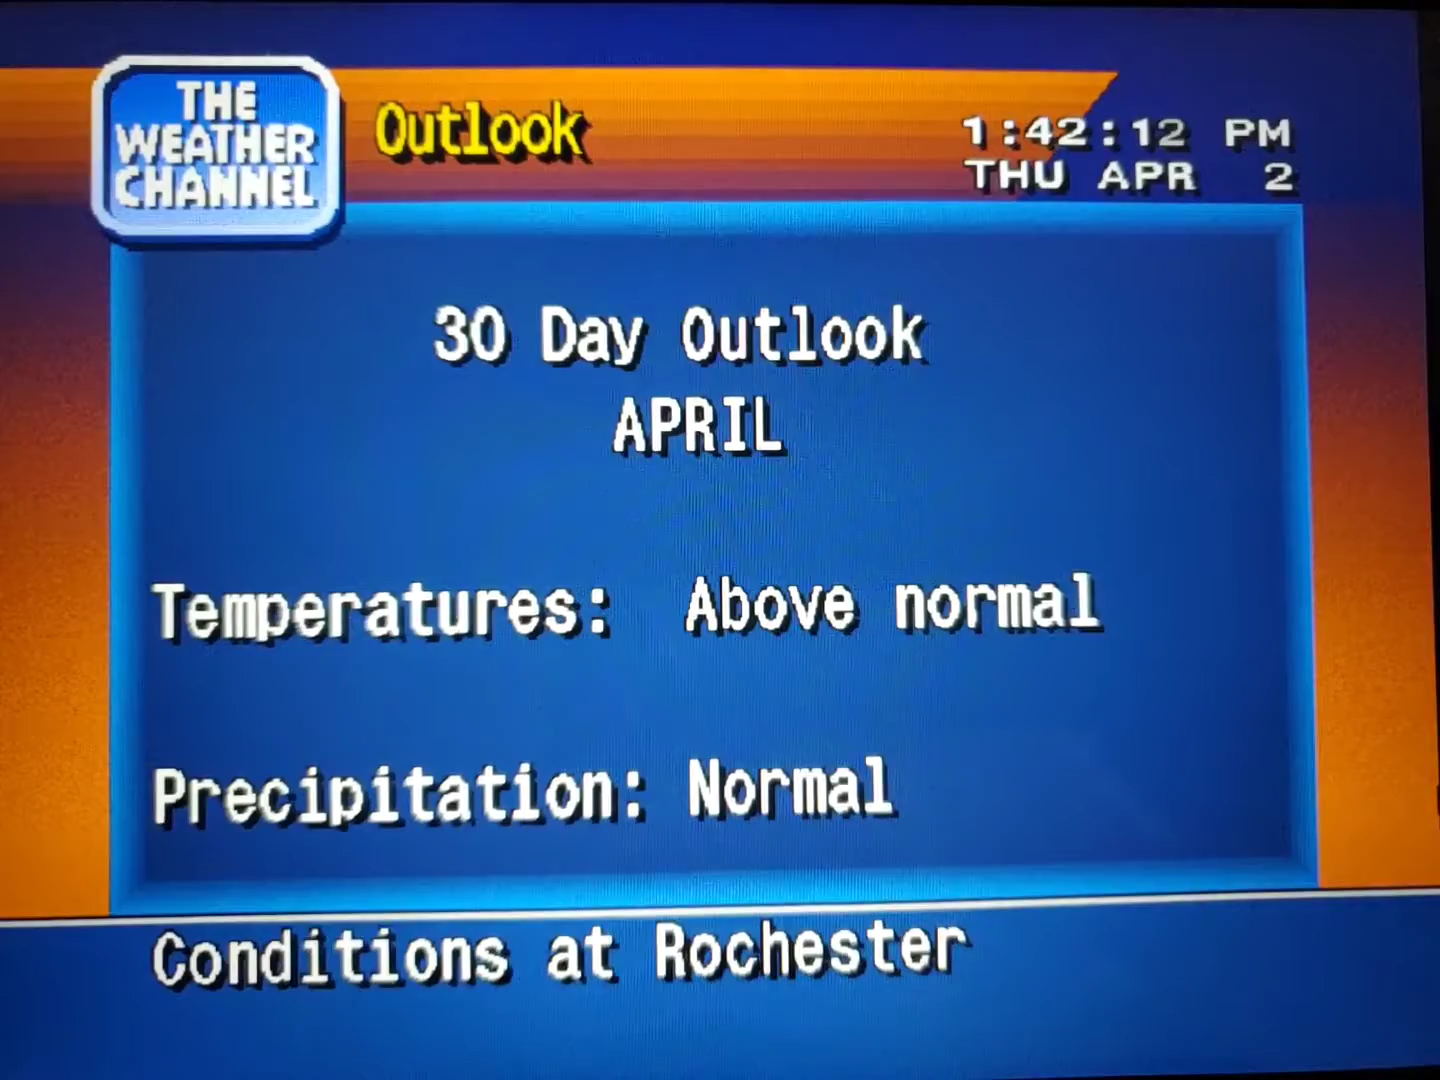 THE
WEATHER
CHANNEL
Outlook
1:42:12 PM
THU APR 2
30 Day Outlook
APRIL
Temperatures: Above normal
Precipitation: Normal
Conditions at Rochester